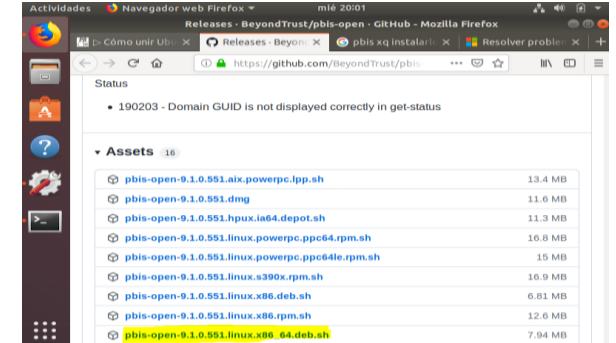 Actividades Navegador web Firefox mié 20:01
Releases · BeyondTrust/pbis-open · GitHub - Mozilla Firefox
Cómo unir Ubu Releases · Beyon pbis xq instalarl Resolver problem
https://github.com/BeyondTrust/pbis-
Status
190203 - Domain GUID is not displayed correctly in get-status
Assets 16
pbis-open-9.1.0.551.aix.powerpc.lpp.sh 13.4 MB
pbis-open-9.1.0.551.dmg 11.6 MB
pbis-open-9.1.0.551.hpux.ia64.depot.sh 11.3 MB
pbis-open-9.1.0.551.linux.powerpc.ppc64.rpm.sh 16.8 MB
pbis-open-9.1.0.551.linux.powerpc.ppc64le.rpm.sh 15 MB
pbis-open-9.1.0.551.linux.s390x.rpm.sh 16.9 MB
pbis-open-9.1.0.551.linux.x86.deb.sh 6.81 MB
pbis-open-9.1.0.551.linux.x86.rpm.sh 12.6 MB
pbis-open-9.1.0.551.linux.x86_64.deb.sh 7.94 MB